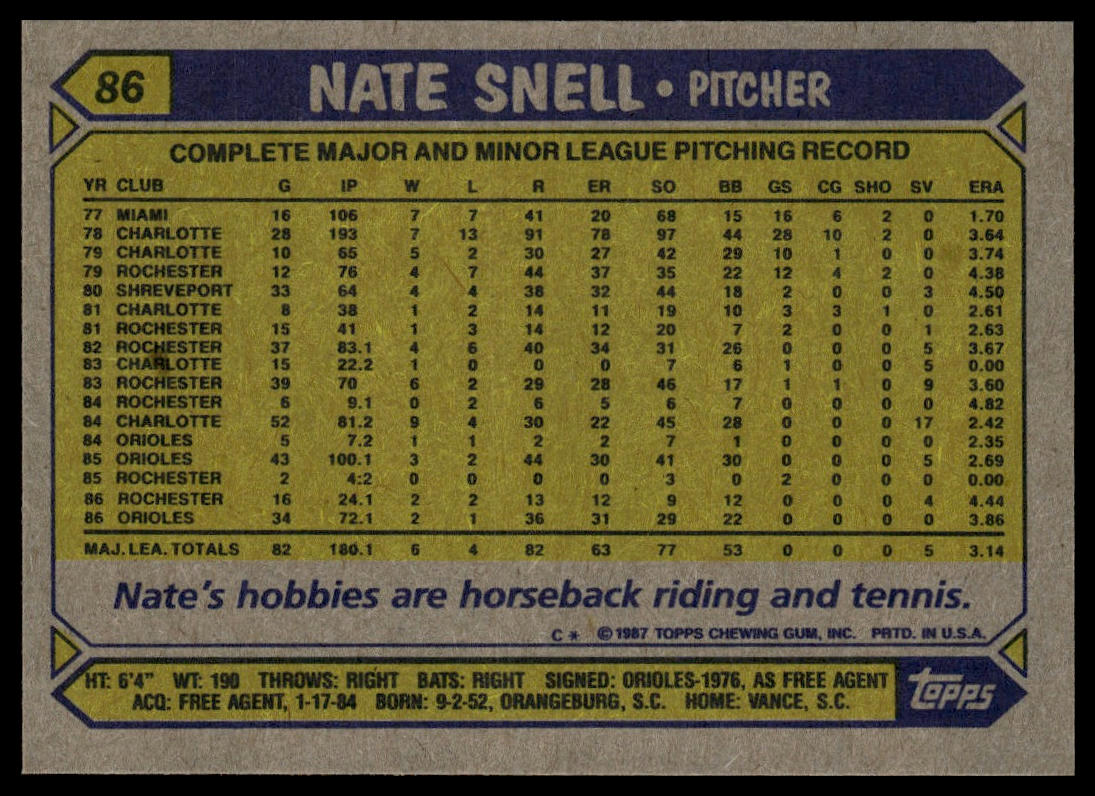 86
NATE SNELL • PITCHER
COMPLETE MAJOR AND MINOR LEAGUE PITCHING RECORD
YR CLUB G IP W L R ER SO BB GS CG SHO SV ERA
77 MIAMI 16 106 7 7 41 20 68 15 16 6 2 0 1.70
78 CHARLOTTE 28 193 7 13 91 78 97 44 28 10 2 0 3.64
79 CHARLOTTE 10 65 5 2 30 27 42 29 10 1 0 0 3.74
79 ROCHESTER 12 76 4 7 44 37 35 22 12 4 2 0 4.38
80 SHREVEPORT 33 64 4 4 38 32 44 18 2 0 0 3 4.50
81 CHARLOTTE 8 38 1 2 14 11 19 10 3 3 1 0 2.61
81 ROCHESTER 15 41 1 3 14 12 20 7 2 0 0 1 2.63
82 ROCHESTER 37 83.1 4 6 40 34 31 26 0 0 0 5 3.67
83 CHARLOTTE 15 22.2 1 0 0 0 7 6 1 0 0 5 0.00
83 ROCHESTER 39 70 6 2 29 28 46 17 1 1 0 9 3.60
84 ROCHESTER 6 9.1 0 2 6 5 6 7 0 0 0 0 4.82
84 CHARLOTTE 52 81.2 9 4 30 22 45 28 0 0 0 17 2.42
84 ORIOLES 5 7.2 1 1 2 2 7 1 0 0 0 0 2.35
85 ORIOLES 43 100.1 3 2 44 30 41 30 0 0 0 5 2.69
85 ROCHESTER 2 4:2 0 0 0 0 3 0 2 0 0 0 0.00
86 ROCHESTER 16 24.1 2 2 13 12 9 12 0 0 0 4 4.44
86 ORIOLES 34 72.1 2 1 36 31 29 22 0 0 0 0 3.86
MAJ. LEA. TOTALS 82 180.1 6 4 82 63 77 53 0 0 0 5 3.14
Nate's hobbies are horseback riding and tennis.
C* ©1987 TOPPS CHEWING GUM, INC. PRTD. IN U.S.A.
HT: 6'4" WT: 190 THROWS: RIGHT BATS: RIGHT SIGNED: ORIOLES-1976, AS FREE AGENT
ACQ: FREE AGENT, 1-17-84 BORN: 9-2-52, ORANGEBURG, S.C. HOME: VANCE, S.C.
topps